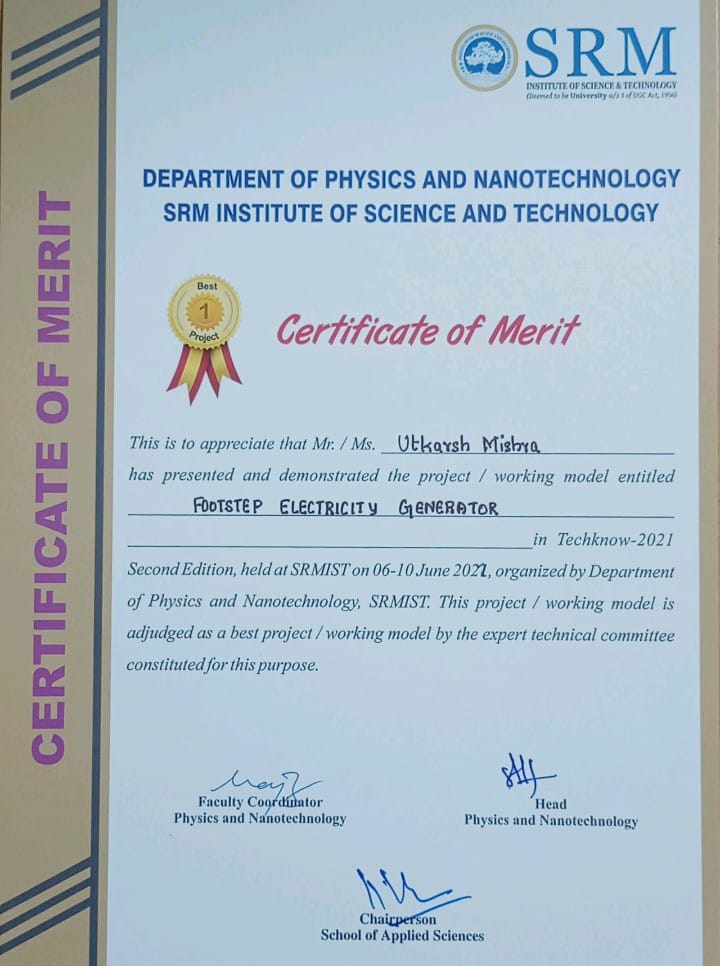 SRM
INSTITUTE OF SCIENCE & TECHNOLOGY
(Deemed to be University u/s 3 of UGC Act, 1956)
DEPARTMENT OF PHYSICS AND NANOTECHNOLOGY
SRM INSTITUTE OF SCIENCE AND TECHNOLOGY
CERTIFICATE OF MERIT
Best
1
Project
Certificate of Merit
This is to appreciate that Mr. / Ms. Utkarsh Mishra
has presented and demonstrated the project / working model entitled
FOOTSTEP ELECTRICITY GENERATOR
in Techknow-2021
Second Edition, held at SRMIST on 06-10 June 2021, organized by Department
of Physics and Nanotechnology, SRMIST. This project / working model is
adjudged as a best project / working model by the expert technical committee
constituted for this purpose.
Faculty Coordinator
Physics and Nanotechnology
Head
Physics and Nanotechnology
Chairperson
School of Applied Sciences